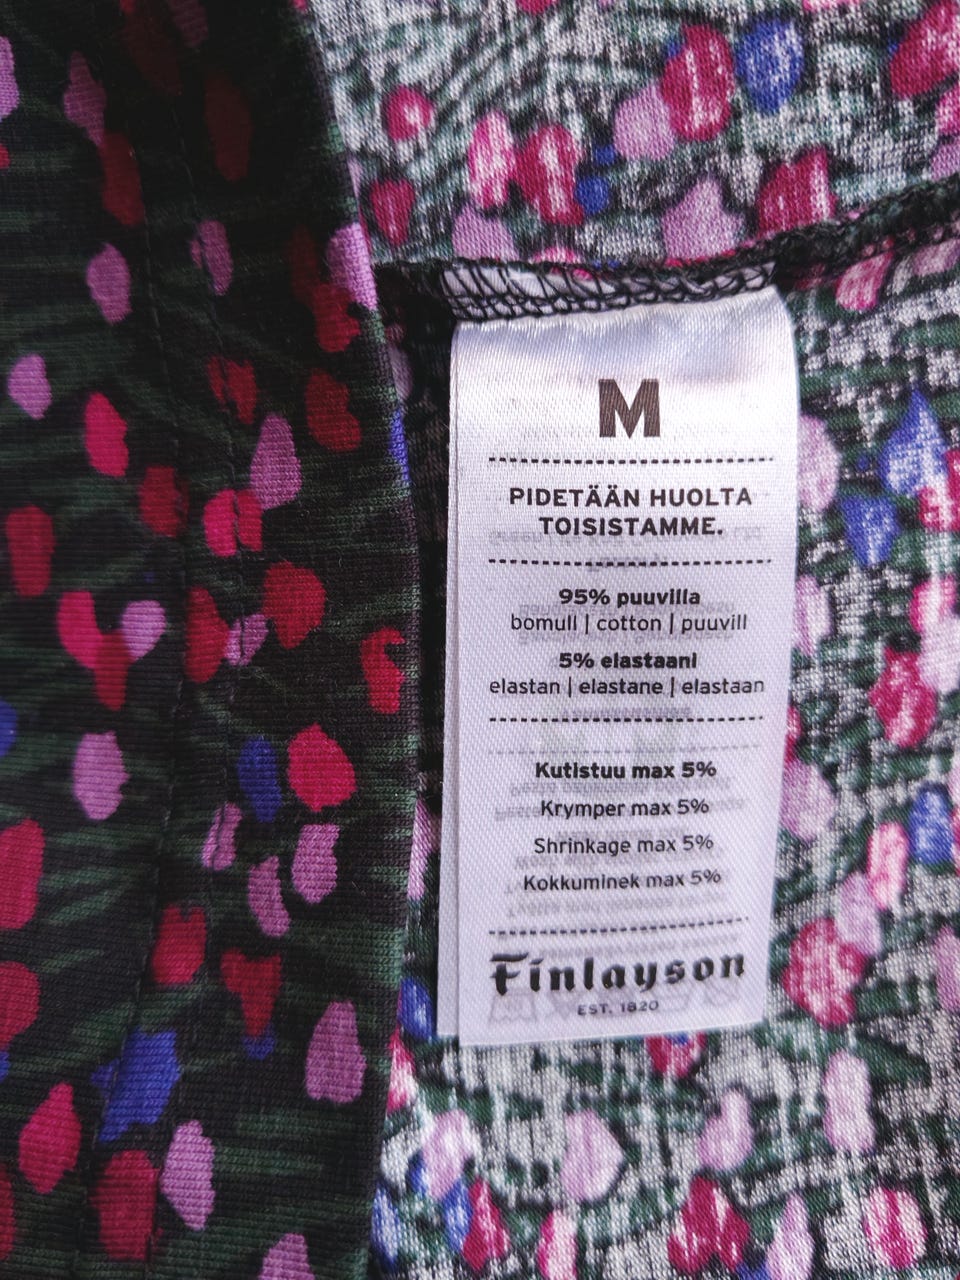 M
PIDETÄÄN HUOLTA
TOISISTAMME.
95% puuvilla
bomull | cotton | puuvill
5% elastaani
elastan | elastane | elastaan
Kutistuu max 5%
Krymper max 5%
Shrinkage max 5%
Kokkuminek max 5%
Finlayson
EST. 1820